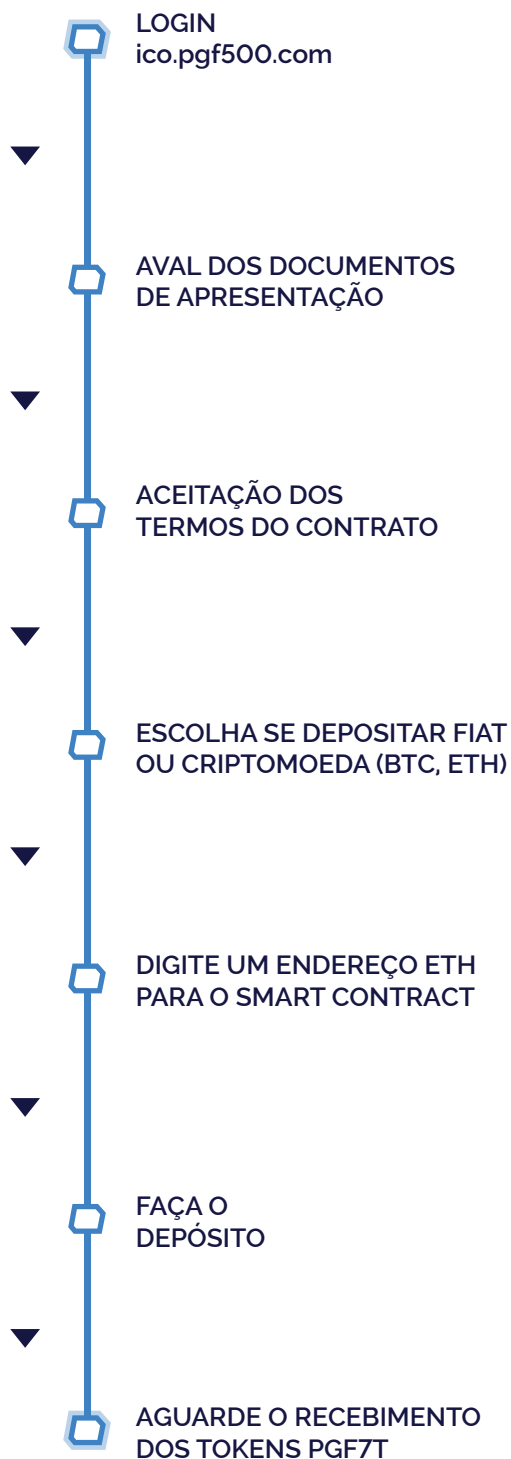 LOGIN
ico.pgf500.com
AVAL DOS DOCUMENTOS
DE APRESENTAÇÃO
ACEITAÇÃO DOS
TERMOS DO CONTRATO
ESCOLHA SE DEPOSITAR FIAT
OU CRIPTOMOEDA (BTC, ETH)
DIGITE UM ENDEREÇO ETH
PARA O SMART CONTRACT
FAÇA O
DEPÓSITO
AGUARDE O RECEBIMENTO
DOS TOKENS PGF7T